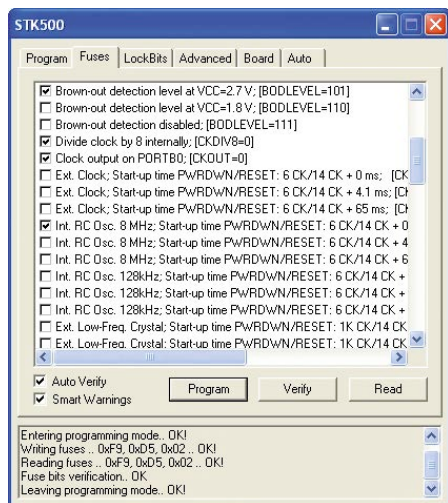 STK500
Program Fuses LockBits Advanced Board Auto
Brown-out detection level at VCC=2.7 V; [BODLEVEL=101]
Brown-out detection level at VCC=1.8 V; [BODLEVEL=110]
Brown-out detection disabled; [BODLEVEL=111]
Divide clock by 8 internally; [CKDIV8=0]
Clock output on PORTB0; [CKOUT=0]
Ext. Clock; Start-up time PWRDWN/RESET: 6 CK/14 CK + 0 ms; [Ck
Ext. Clock; Start-up time PWRDWN/RESET: 6 CK/14 CK + 4.1 ms; [Ck
Ext. Clock; Start-up time PWRDWN/RESET: 6 CK/14 CK + 65 ms; [Ck
Int. RC Osc. 8 MHz; Start-up time PWRDWN/RESET: 6 CK/14 CK + 0
Int. RC Osc. 8 MHz; Start-up time PWRDWN/RESET: 6 CK/14 CK + 4
Int. RC Osc. 8 MHz; Start-up time PWRDWN/RESET: 6 CK/14 CK + 6
Int. RC Osc. 128kHz; Start-up time PWRDWN/RESET: 6 CK/14 CK +
Int. RC Osc. 128kHz; Start-up time PWRDWN/RESET: 6 CK/14 CK +
Int. RC Osc. 128kHz; Start-up time PWRDWN/RESET: 6 CK/14 CK +
Ext. Low-Freq. Crystal; Start-up time PWRDWN/RESET: 1K CK/14 CK
Ext. Low-Freq. Crystal; Start-up time PWRDWN/RESET: 1K CK/14 CK
Auto Verify
Smart Warnings
Program Verify Read
Entering programming mode.. OK!
Writing fuses .. 0xF9, 0xD5, 0x02 .. OK!
Reading fuses .. 0xF9, 0xD5, 0x02 .. OK!
Fuse bits verification.. OK
Leaving programming mode.. OK!